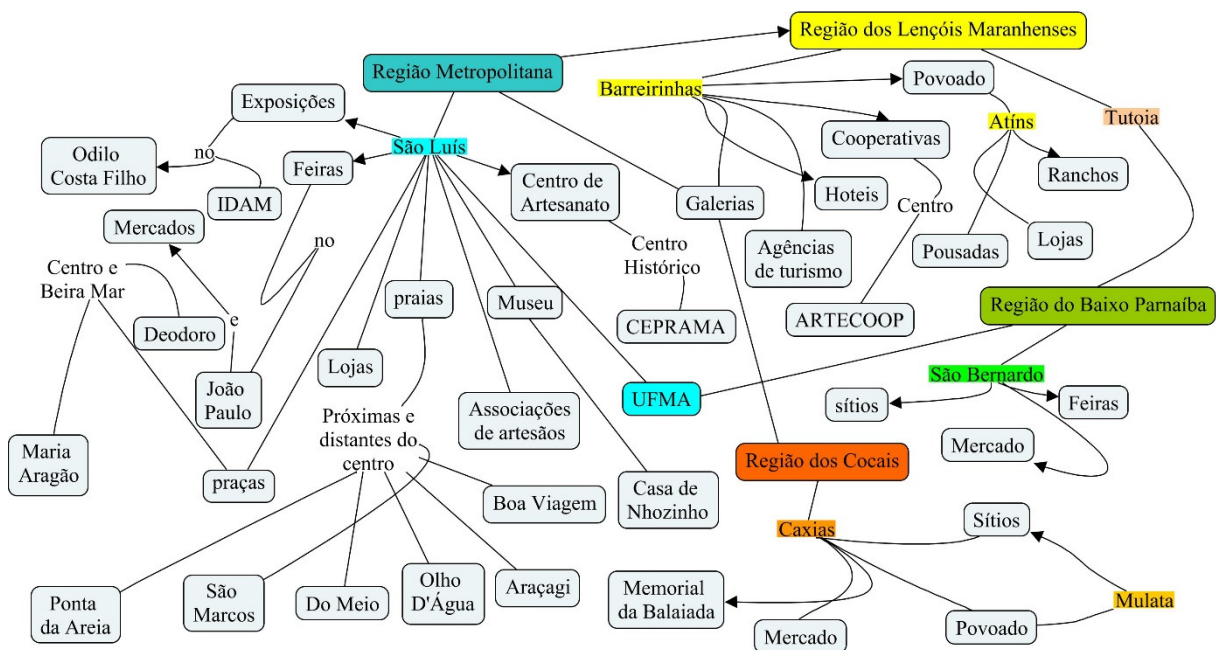 Região dos Lençóis Maranhenses
Região Metropolitana
Exposições
Barreirinhas
Povoado
Tutoia
Atíns
Odilo
Costa Filho
no
Feiras
São Luís
Cooperativas
IDAM
Centro de
Artesanato
Galerias
Hoteis
Centro
Ranchos
Mercados
no
Centro
Histórico
Agências
de turismo
Pousadas
Lojas
Centro e
Beira Mar
praias
Museu
Deodoro
e
CEPRAMA
ARTECOOP
Região do Baixo Parnaíba
Lojas
João
Paulo
São Bernardo
UFMA
Associações
de artesãos
sítios
Feiras
Próximas e
distantes do
centro
Maria
Aragão
praças
Mercado
Região dos Cocais
Boa Viagem
Casa de
Nhozinho
Caxias
Sítios
Ponta
da Areia
São
Marcos
Do Meio
Olho
D'Água
Araçagi
Memorial
da Balaiada
Mulata
Mercado
Povoado